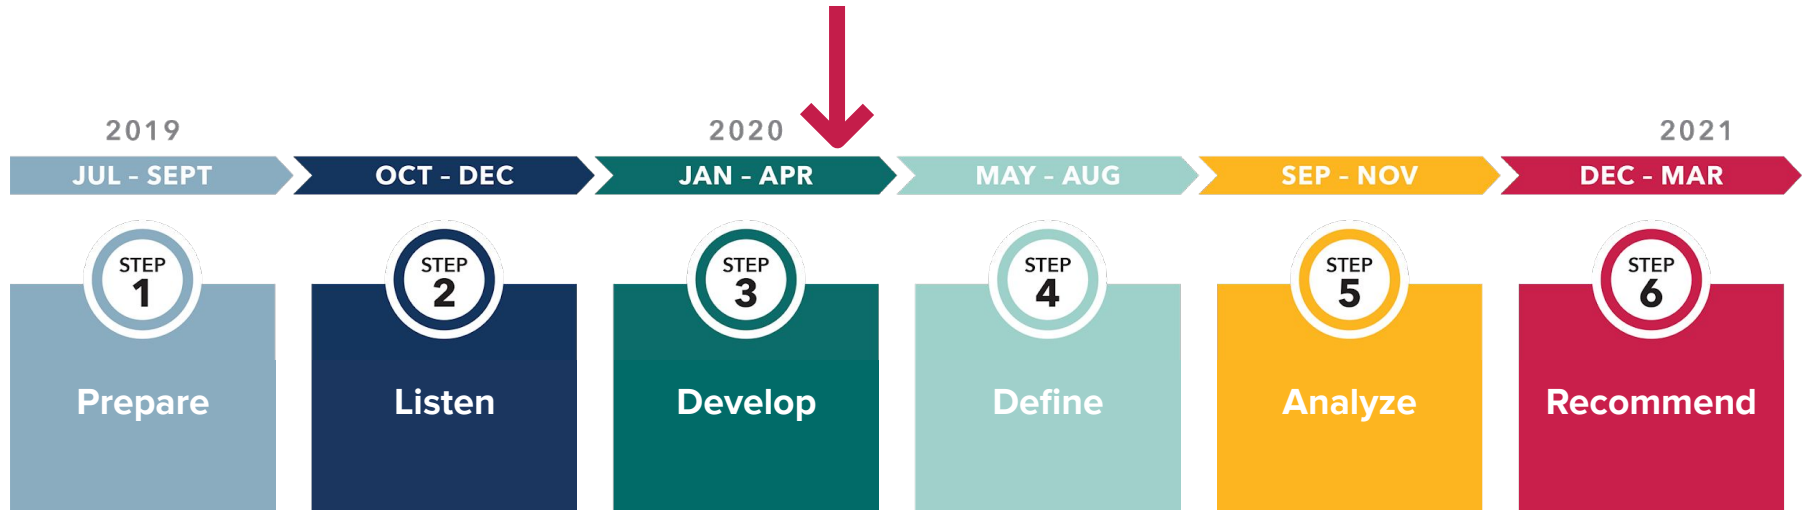 2019 2020 2021
JUL - SEPT OCT - DEC JAN - APR MAY - AUG SEP - NOV DEC - MAR
STEP STEP STEP STEP STEP STEP
1 2 3 4 5 6
Prepare Listen Develop Define Analyze Recommend